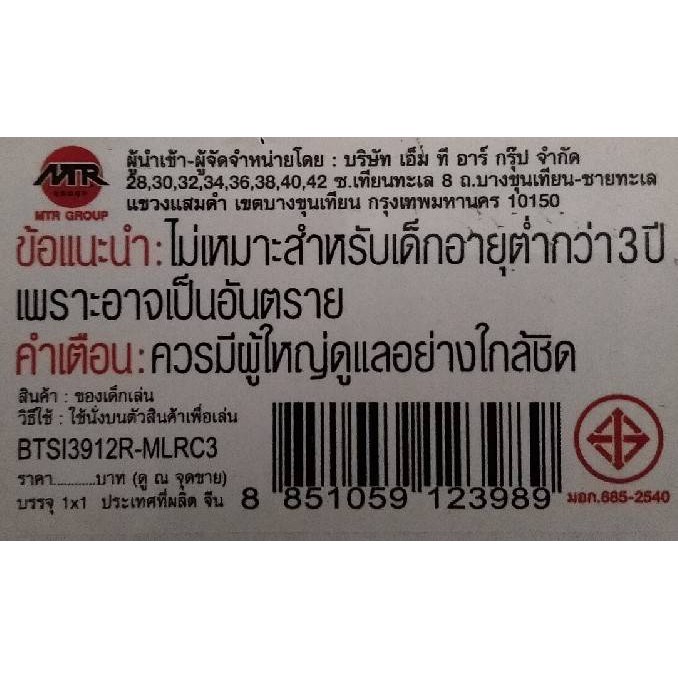 MTR
GROUP
MTR GROUP
ผู้นำเข้า-ผู้จัดจำหน่ายโดย : บริษัท เอ็ม ที อาร์ กรุ๊ป จำกัด
28,30,32,34,36,38,40,42 ซ.เทียนทะเล 8 ถ.บางขุนเทียน-ชายทะเล
แขวงแสมดำ เขตบางขุนเทียน กรุงเทพมหานคร 10150
ข้อแนะนำ : ไม่เหมาะสำหรับเด็กอายุต่ำกว่า 3 ปี
เพราะอาจเป็นอันตราย
คำเตือน : ควรมีผู้ใหญ่ดูแลอย่างใกล้ชิด
สินค้า : ของเด็กเล่น
วิธีใช้ : ใช้นั่งบนตัวสินค้าเพื่อเล่น
BTSI3912R-MLRC3
ราคา............บาท (ดู ณ จุดขาย)
บรรจุ 1x1 ประเทศที่ผลิต จีน
8 851059 123989
มอก.685-2540